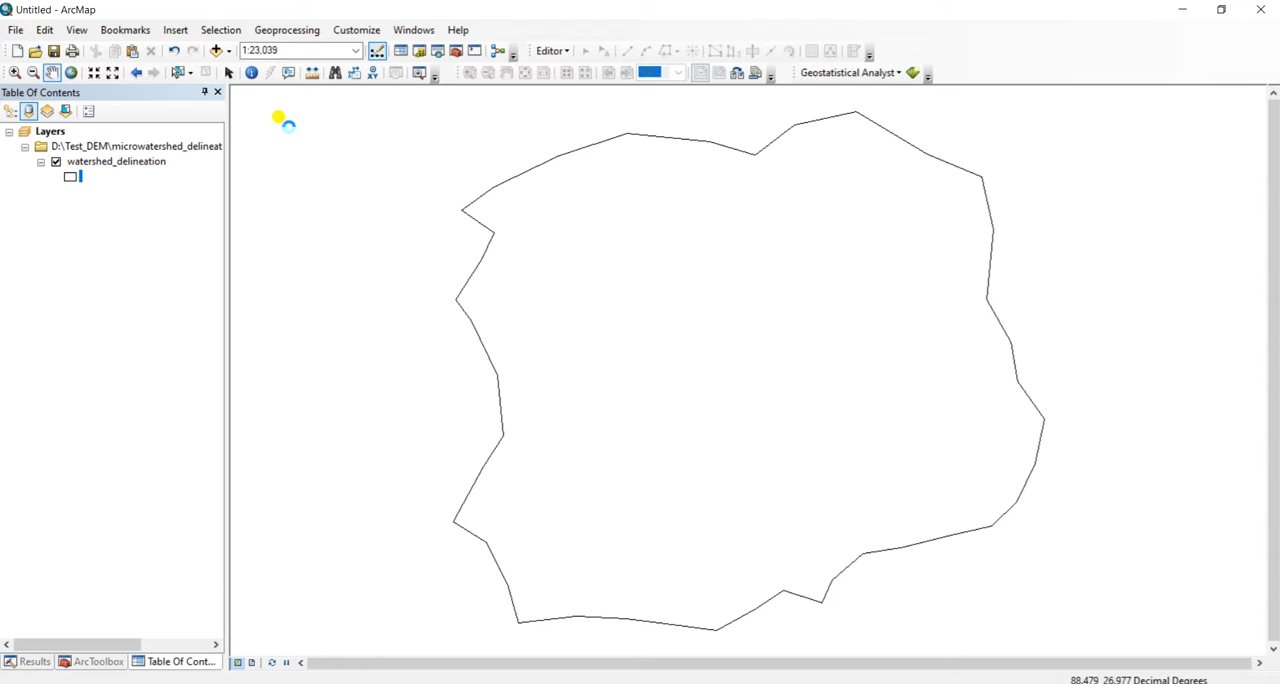 Untitled - ArcMap
File Edit View Bookmarks Insert Selection Geoprocessing Customize Windows Help
1:23,039 Editor
Geostatistical Analyst
Table Of Contents
Layers
D:\Test_DEM\microwatershed_delineat
watershed_delineation
Results ArcToolbox Table Of Cont...
88.479 26.977 Decimal Degrees